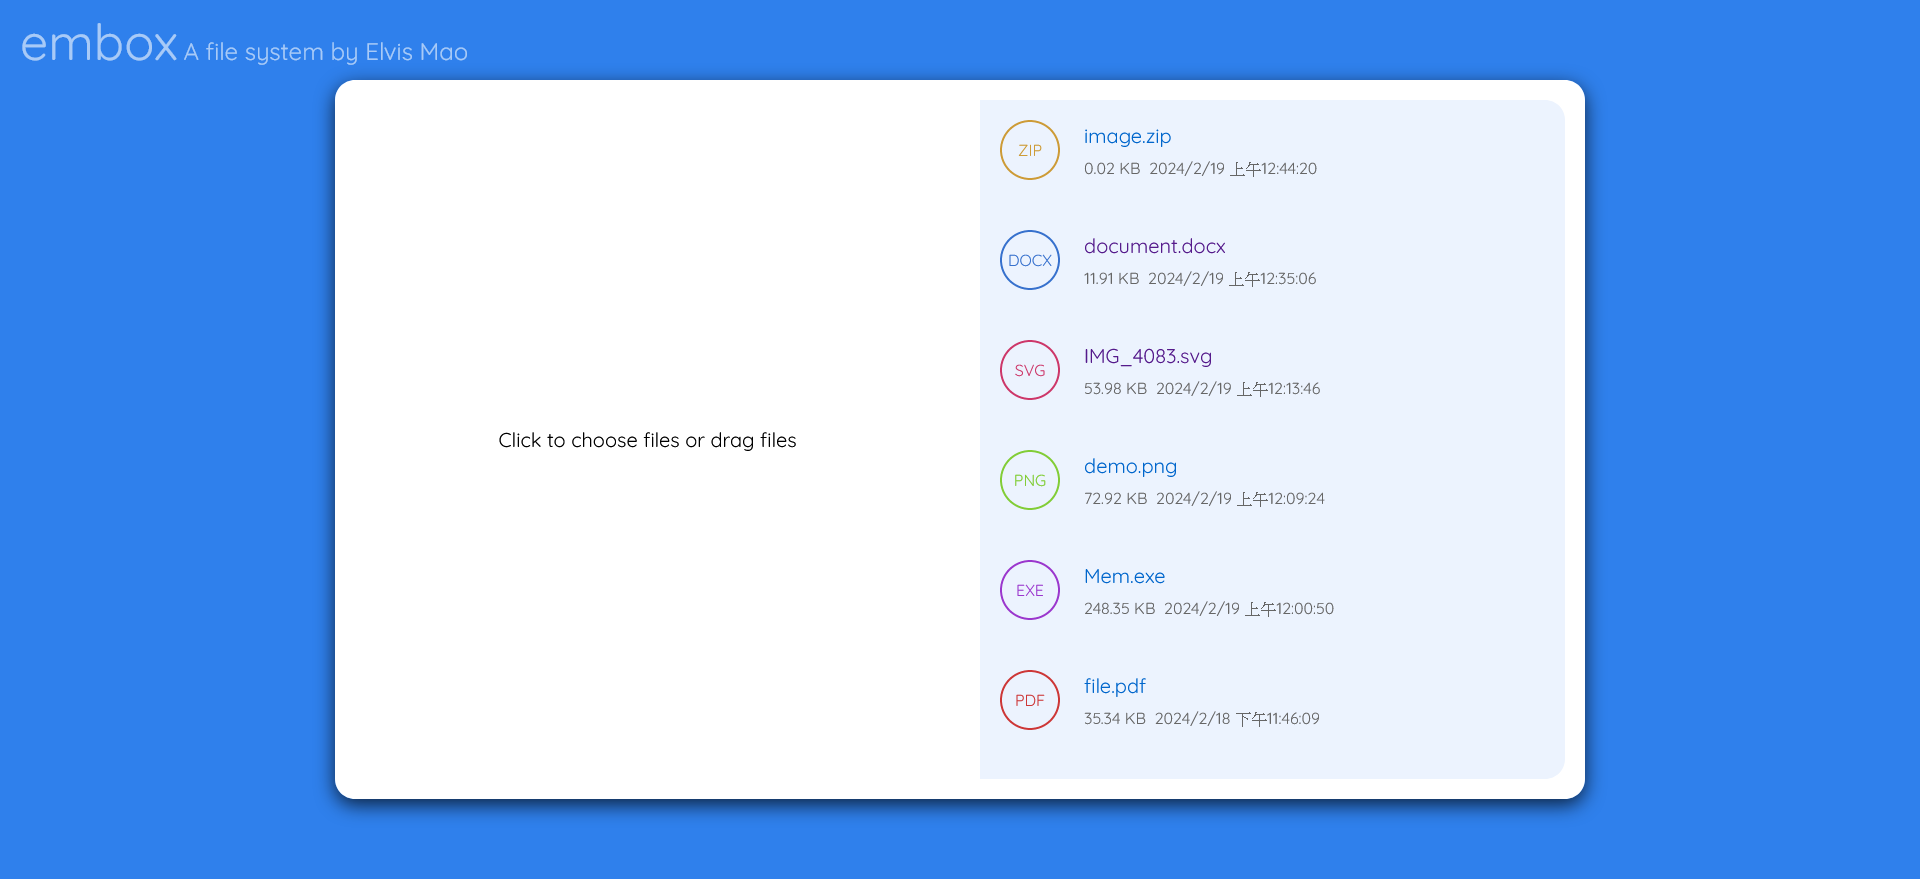 embox A file system by Elvis Mao
Click to choose files or drag files
ZIP
image.zip
0.02 KB 2024/2/19 上午12:44:20
DOCX
document.docx
11.91 KB 2024/2/19 上午12:35:06
SVG
IMG_4083.svg
53.98 KB 2024/2/19 上午12:13:46
PNG
demo.png
72.92 KB 2024/2/19 上午12:09:24
EXE
Mem.exe
248.35 KB 2024/2/19 上午12:00:50
PDF
file.pdf
35.34 KB 2024/2/18 下午11:46:09